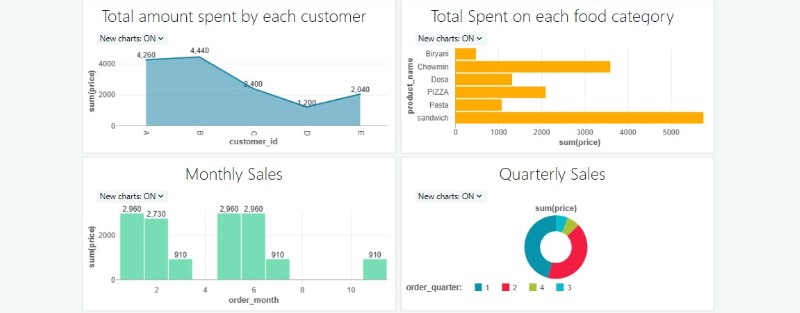 Total amount spent by each customer
New charts: ON
4,260
4,440
2,400
1,200
2,040
4000
2000
0
sum(price)
A
B
C
D
E
customer_id
Total Spent on each food category
New charts: ON
product_name
Biryani
Chowmin
Dosa
PIZZA
Pasta
sandwich
0
1000
2000
3000
4000
5000
sum(price)
Monthly Sales
New charts: ON
2,960
2,730
910
2,960
2,960
910
910
2000
0
sum(price)
2
4
6
8
10
order_month
Quarterly Sales
New charts: ON
sum(price)
order_quarter: 1 2 4 3